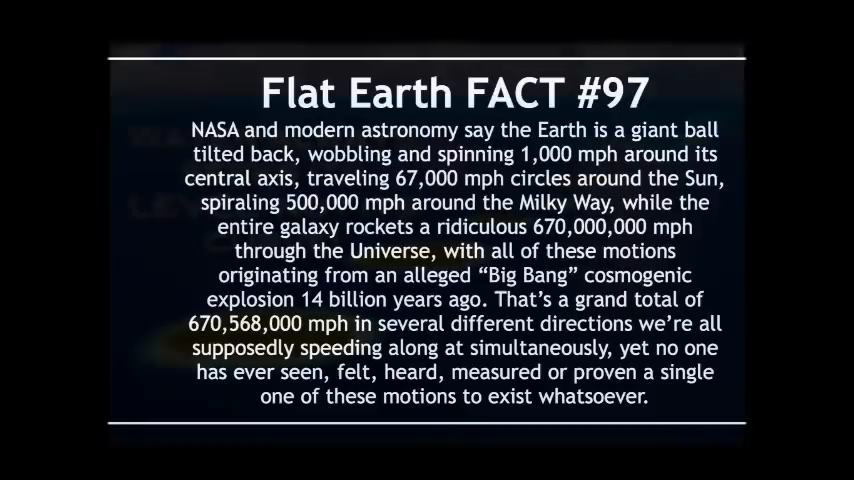 Flat Earth FACT #97
NASA and modern astronomy say the Earth is a giant ball
tilted back, wobbling and spinning 1,000 mph around its
central axis, traveling 67,000 mph circles around the Sun,
spiraling 500,000 mph around the Milky Way, while the
entire galaxy rockets a ridiculous 670,000,000 mph
through the Universe, with all of these motions
originating from an alleged “Big Bang” cosmogenic
explosion 14 billion years ago. That’s a grand total of
670,568,000 mph in several different directions we’re all
supposedly speeding along at simultaneously, yet no one
has ever seen, felt, heard, measured or proven a single
one of these motions to exist whatsoever.